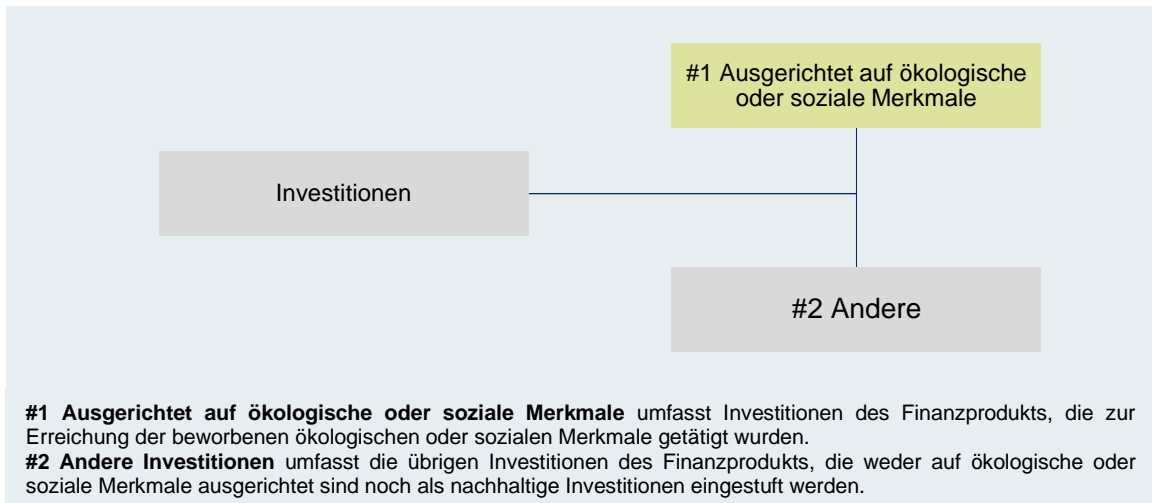 #1 Ausgerichtet auf ökologische
oder soziale Merkmale
Investitionen
#2 Andere
#1 Ausgerichtet auf ökologische oder soziale Merkmale umfasst Investitionen des Finanzprodukts, die zur
Erreichung der beworbenen ökologischen oder sozialen Merkmale getätigt wurden.
#2 Andere Investitionen umfasst die übrigen Investitionen des Finanzprodukts, die weder auf ökologische oder
soziale Merkmale ausgerichtet sind noch als nachhaltige Investitionen eingestuft werden.